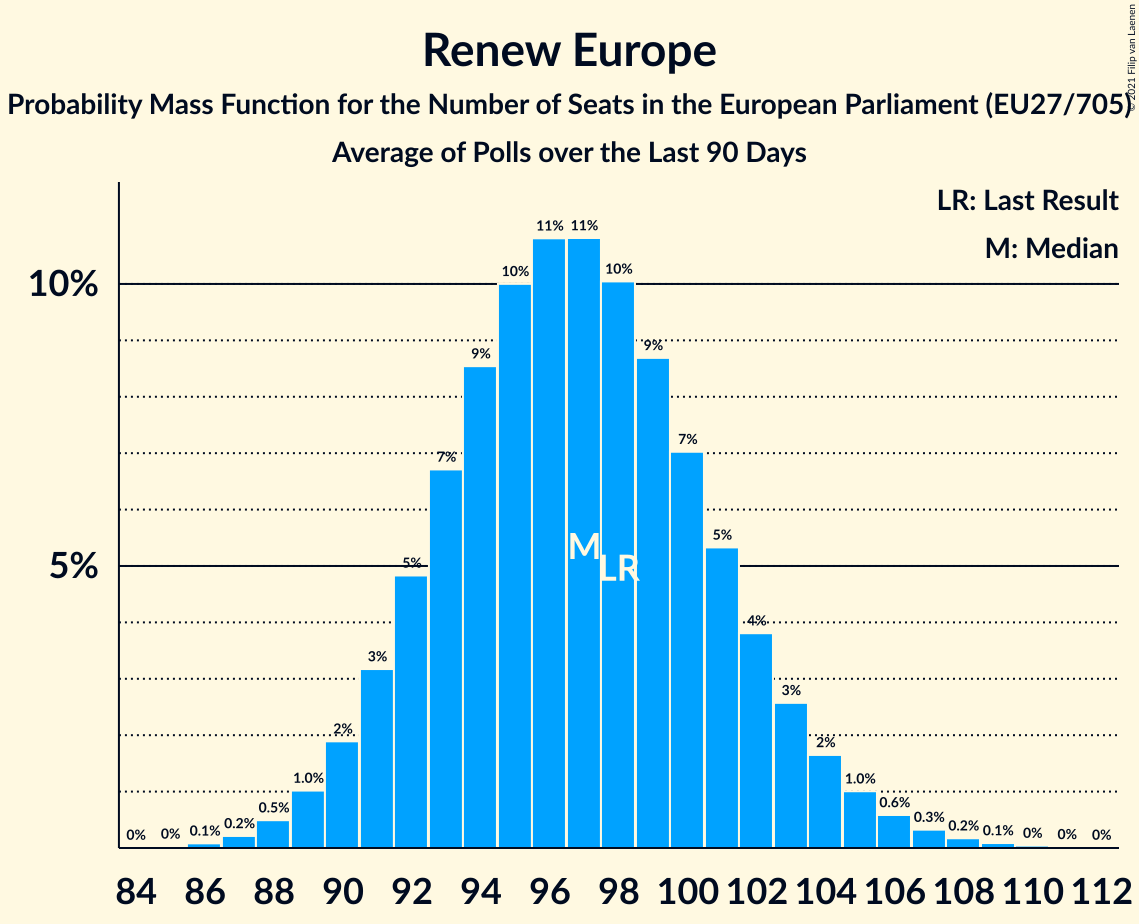 Renew Europe
Probability Mass Function for the Number of Seats in the European Parliament (EU27/705)
Average of Polls over the Last 90 Days
© 2021 Filip van Laenen
LR: Last Result
M: Median
10%
5%
0% 0% 0.1% 0.2% 0.5% 1.0% 2% 3% 5% 7% 9% 10% 11% 11% 10% 9% 7% 5% 4% 3% 2% 1.0% 0.6% 0.3% 0.2% 0.1% 0% 0% 0%
M
LR
84 86 88 90 92 94 96 98 100 102 104 106 108 110 112